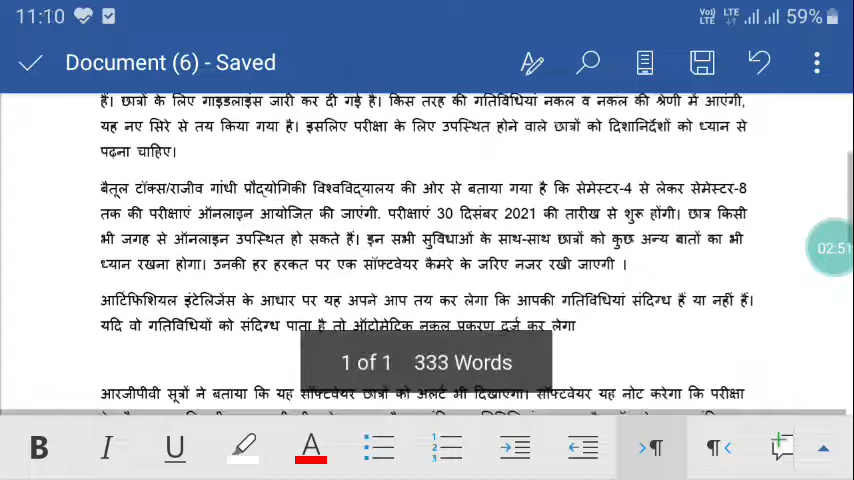 11:10 Vo) LTE LTE 59%
Document (6) - Saved
हैं। छात्रों के लिए गाइडलाइंस जारी कर दी गई है। किस तरह की गतिविधियां नकल व नकल की श्रेणी में आएंगी,
यह नए सिरे से तय किया गया है। इसलिए परीक्षा के लिए उपस्थित होने वाले छात्रों को दिशानिर्देशों को ध्यान से
पढ़ना चाहिए।
बैतूल टॉक्स/राजीव गांधी प्रौद्योगिकी विश्वविद्यालय की ओर से बताया गया है कि सेमेस्टर-4 से लेकर सेमेस्टर-8
तक की परीक्षाएं ऑनलाइन आयोजित की जाएंगी. परीक्षाएं 30 दिसंबर 2021 की तारीख से शुरू होंगी। छात्र किसी
भी जगह से ऑनलाइन उपस्थित हो सकते हैं। इन सभी सुविधाओं के साथ-साथ छात्रों को कुछ अन्य बातों का भी
ध्यान रखना होगा। उनकी हर हरकत पर एक सॉफ्टवेयर कैमरे के जरिए नजर रखी जाएगी ।
02:51
आर्टिफिशियल इंटेलिजेंस के आधार पर यह अपने आप तय कर लेगा कि आपकी गतिविधियां संदिग्ध हैं या नहीं हैं।
यदि वो गतिविधियों को संदिग्ध पाता है तो ऑटोमेटिक नकल प्रकरण दर्ज कर लेगा
1 of 1 333 Words
आरजीपीवी सूत्रों ने बताया कि यह सॉफ्टवेयर छात्रों को अलर्ट भी दिखाएगा। सॉफ्टवेयर यह नोट करेगा कि परीक्षा
B I U A